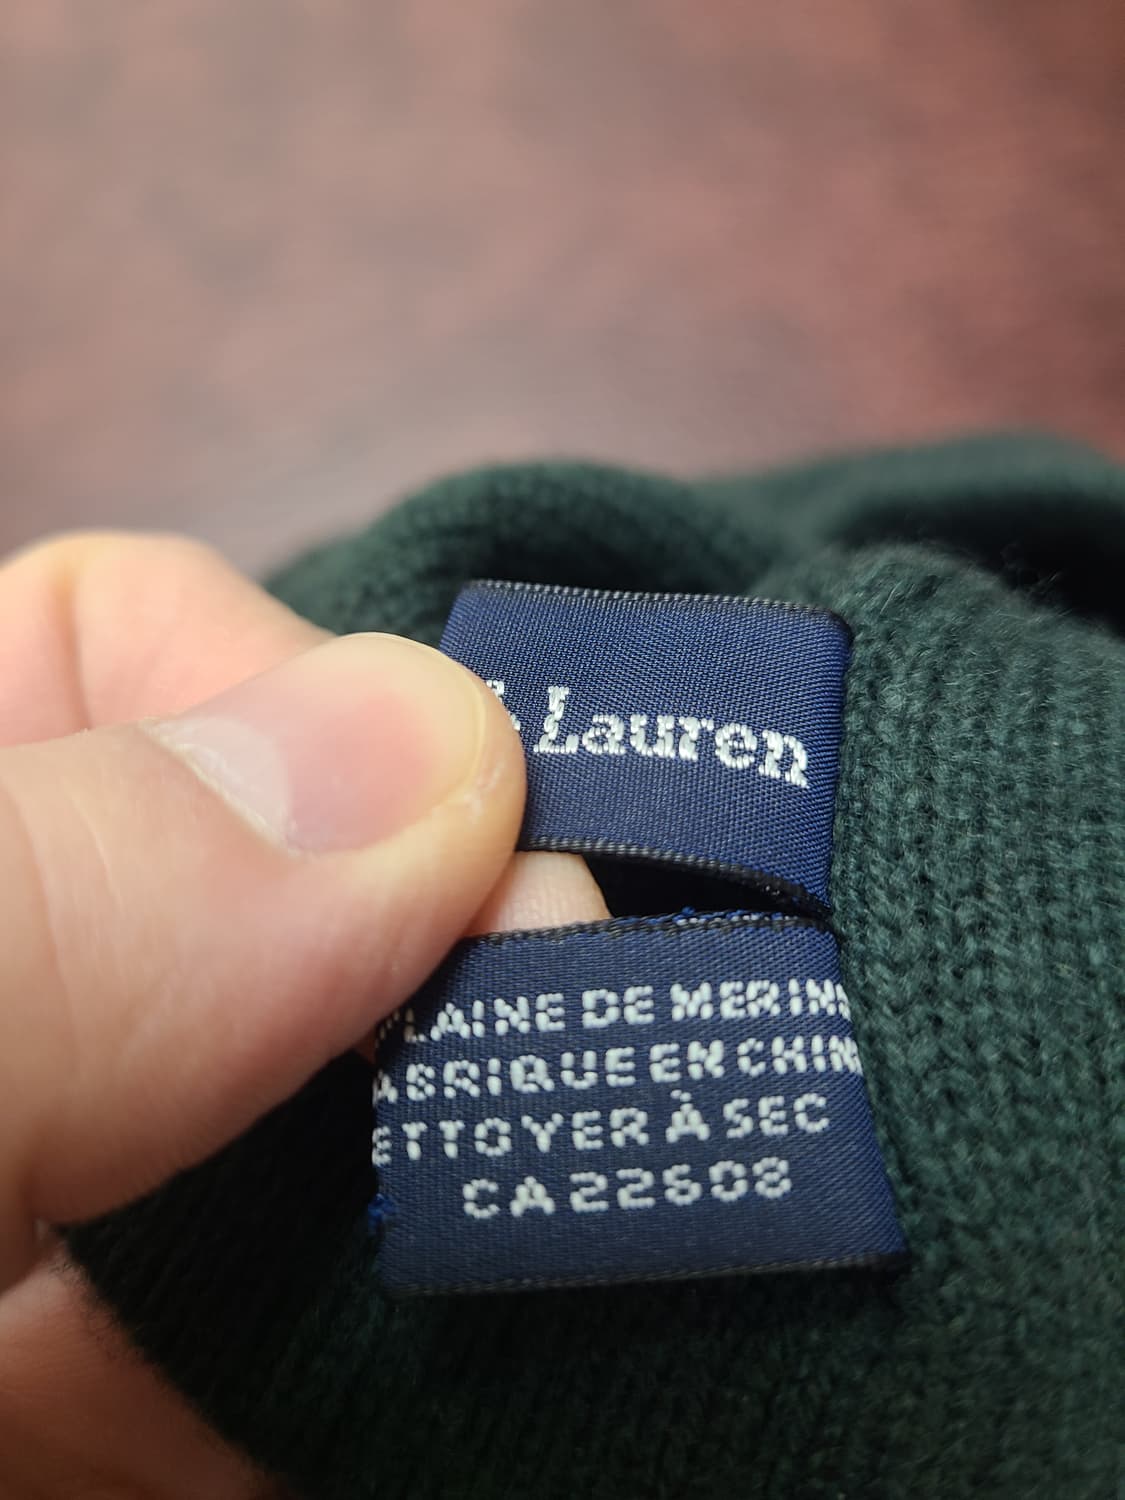 Lauren
LAINE DE MERIN
ABRIQUE EN CHIN
ETTOYER À SEC
CA 22608